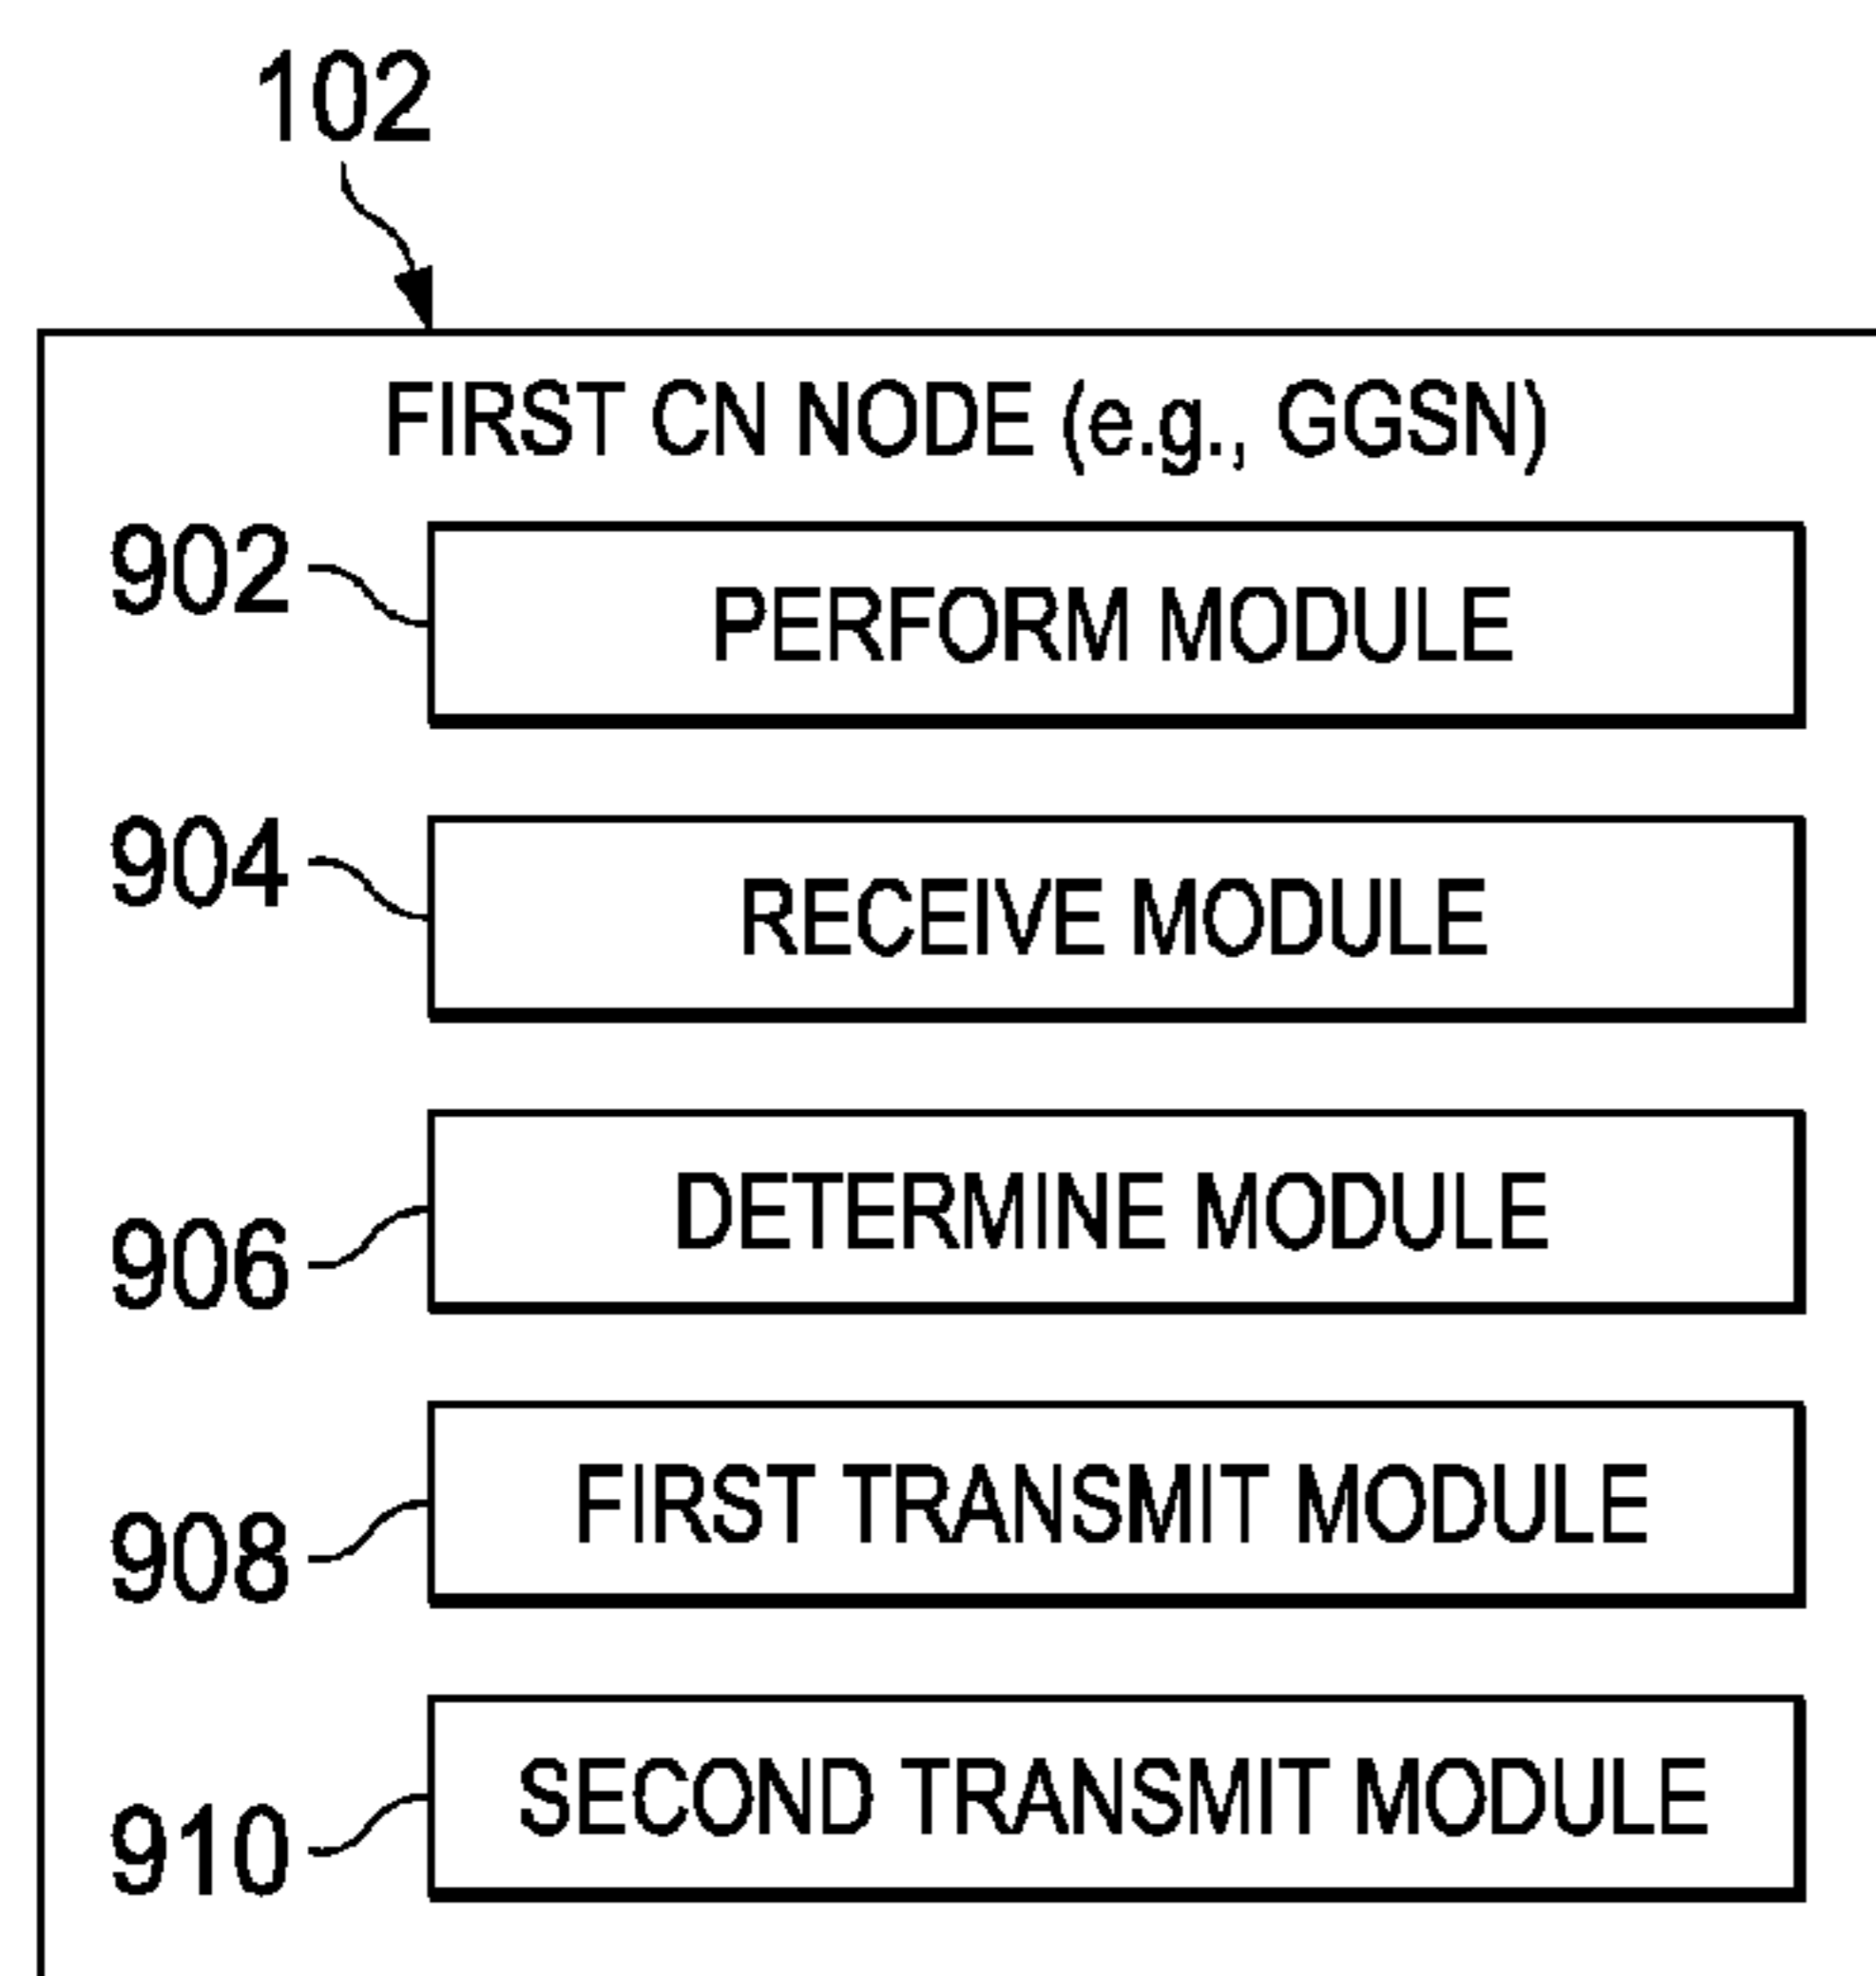 102
FIRST CN NODE (e.g., GGSN)
902
PERFORM MODULE
904
RECEIVE MODULE
906
DETERMINE MODULE
908
FIRST TRANSMIT MODULE
910
SECOND TRANSMIT MODULE